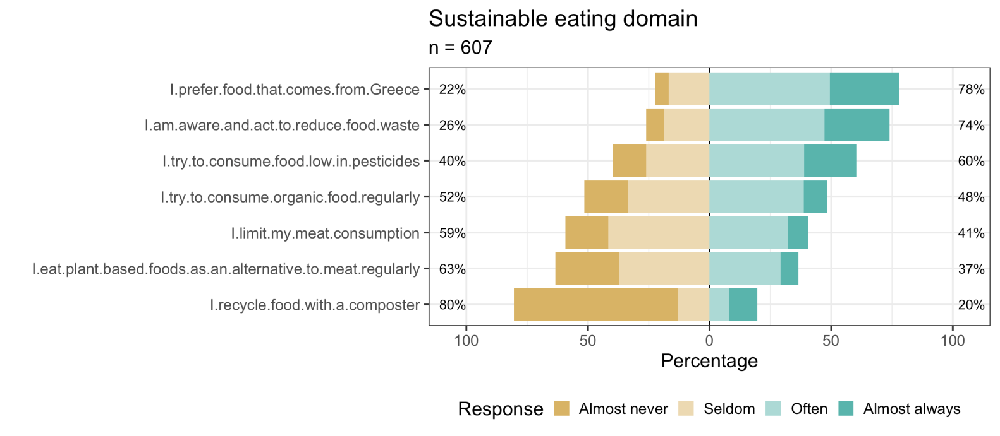 Sustainable eating domain
n = 607
I.prefer.food.that.comes.from.Greece 22% 78%
I.am.aware.and.act.to.reduce.food.waste 26% 74%
I.try.to.consume.food.low.in.pesticides 40% 60%
I.try.to.consume.organic.food.regularly 52% 48%
I.limit.my.meat.consumption 59% 41%
I.eat.plant.based.foods.as.an.alternative.to.meat.regularly 63% 37%
I.recycle.food.with.a.composter 80% 20%
100 50 0 50 100
Percentage
Response Almost never Seldom Often Almost always